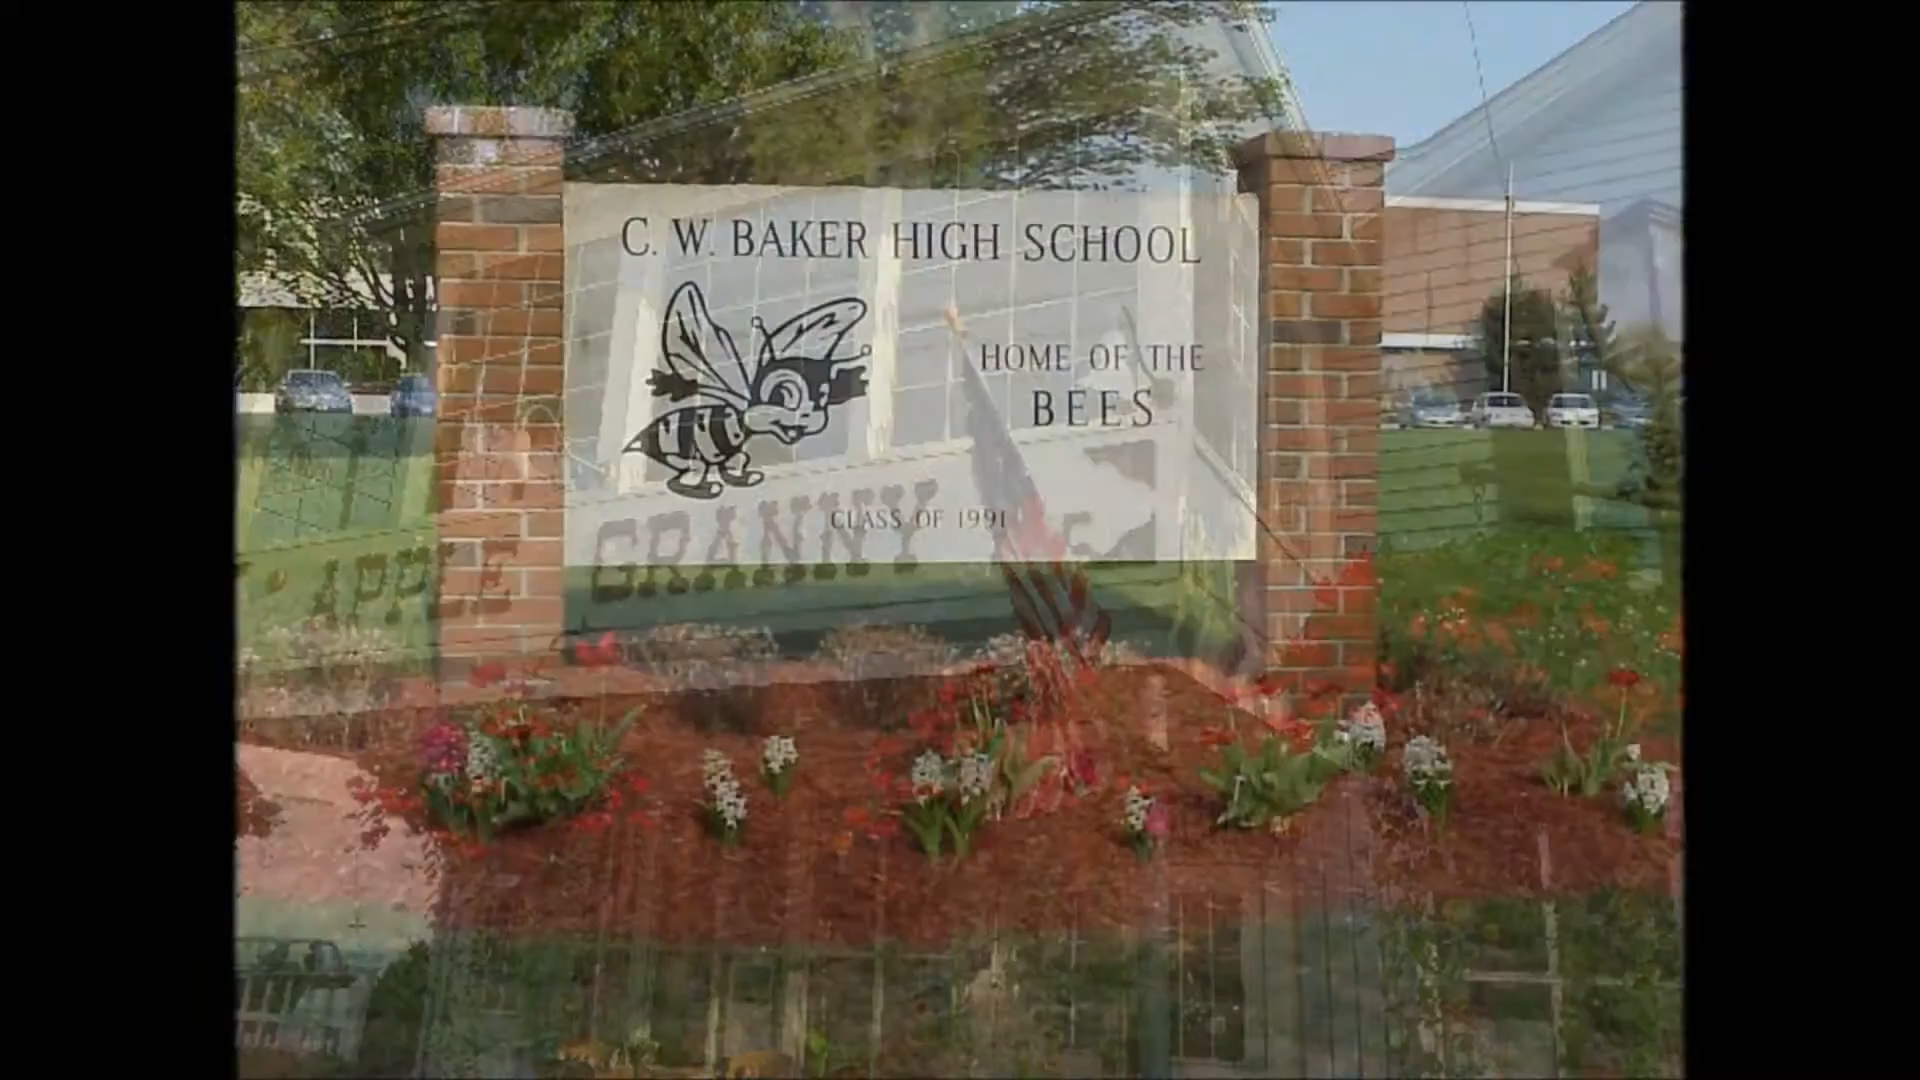 C. W. BAKER HIGH SCHOOL
HOME OF THE
BEES
CLASS OF 1991
APPLE GRANNY